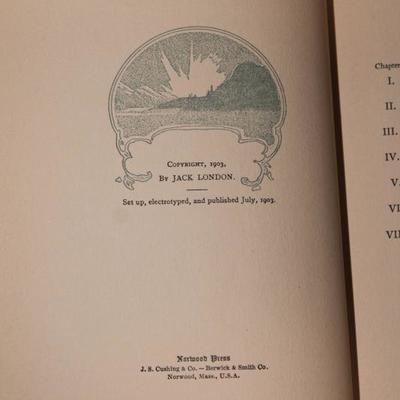 Copyright, 1903,
By JACK LONDON.
Set up, electrotyped, and published July, 1903.
Norwood Press
J. S. Cushing & Co. — Berwick & Smith Co.
Norwood, Mass., U.S.A.
Chapter
I.
II.
III.
IV.
V.
VI
VII